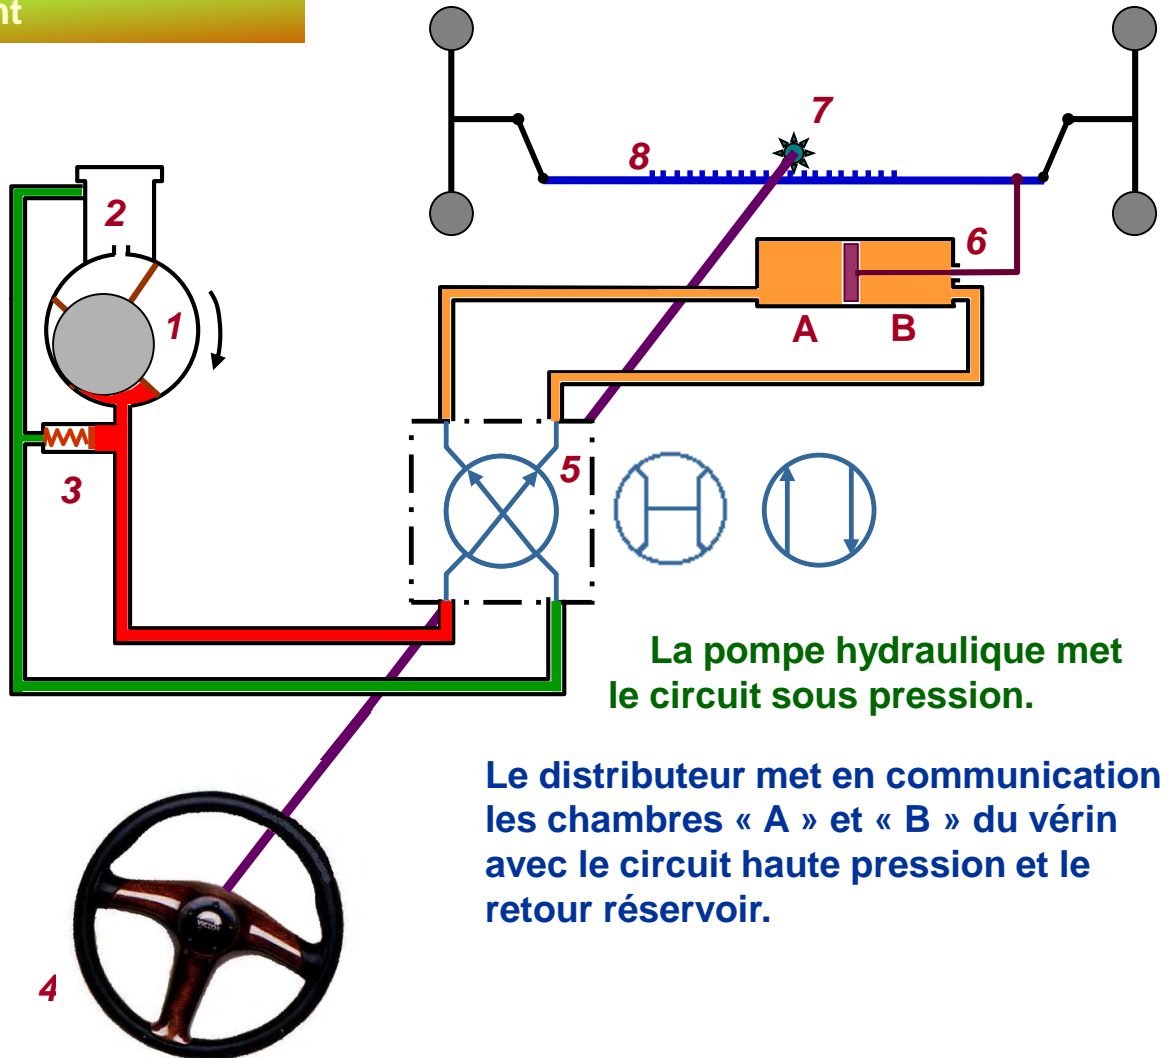 nt
7
8
2
6
1
A B
5
3
La pompe hydraulique met
le circuit sous pression.
Le distributeur met en communication
les chambres « A » et « B » du vérin
avec le circuit haute pression et le
retour réservoir.
4